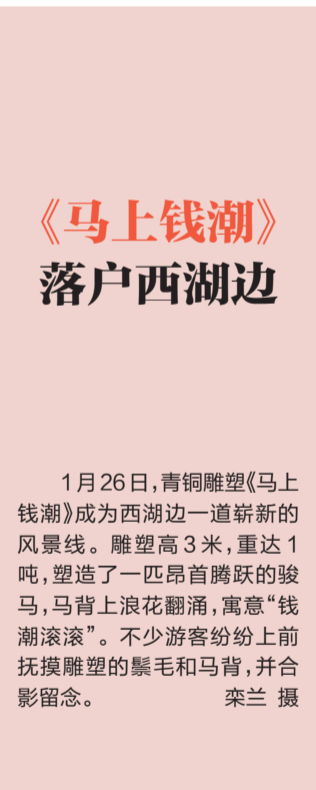 《马上钱潮》
落户西湖边
1月26日，青铜雕塑《马上
钱潮》成为西湖边一道崭新的
风景线。雕塑高3米，重达1
吨，塑造了一匹昂首腾跃的骏
马，马背上浪花翻涌，寓意“钱
潮滚滚”。不少游客纷纷上前
抚摸雕塑的鬃毛和马背，并合
影留念。 栾兰 摄